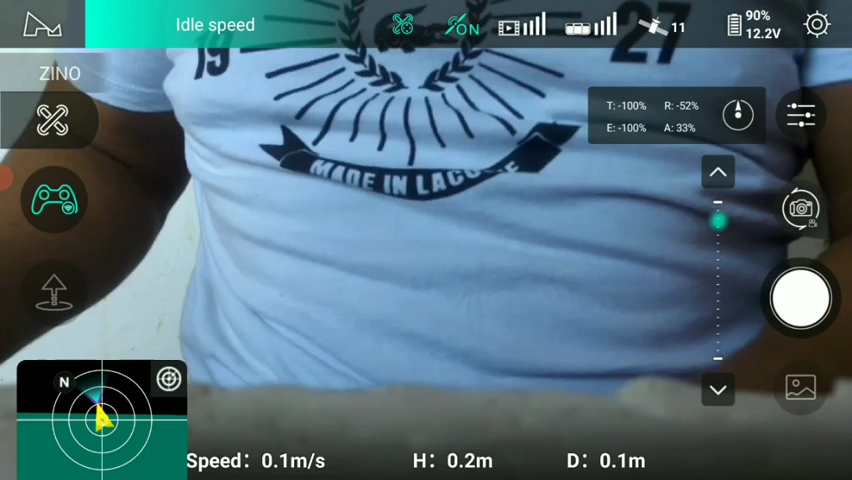 Idle speed
ON
11
90%
12.2V
ZINO
19
27
T: -100% R: -52%
E: -100% A: 33%
MADE IN LACOSTE
N
Speed: 0.1m/s H: 0.2m D: 0.1m